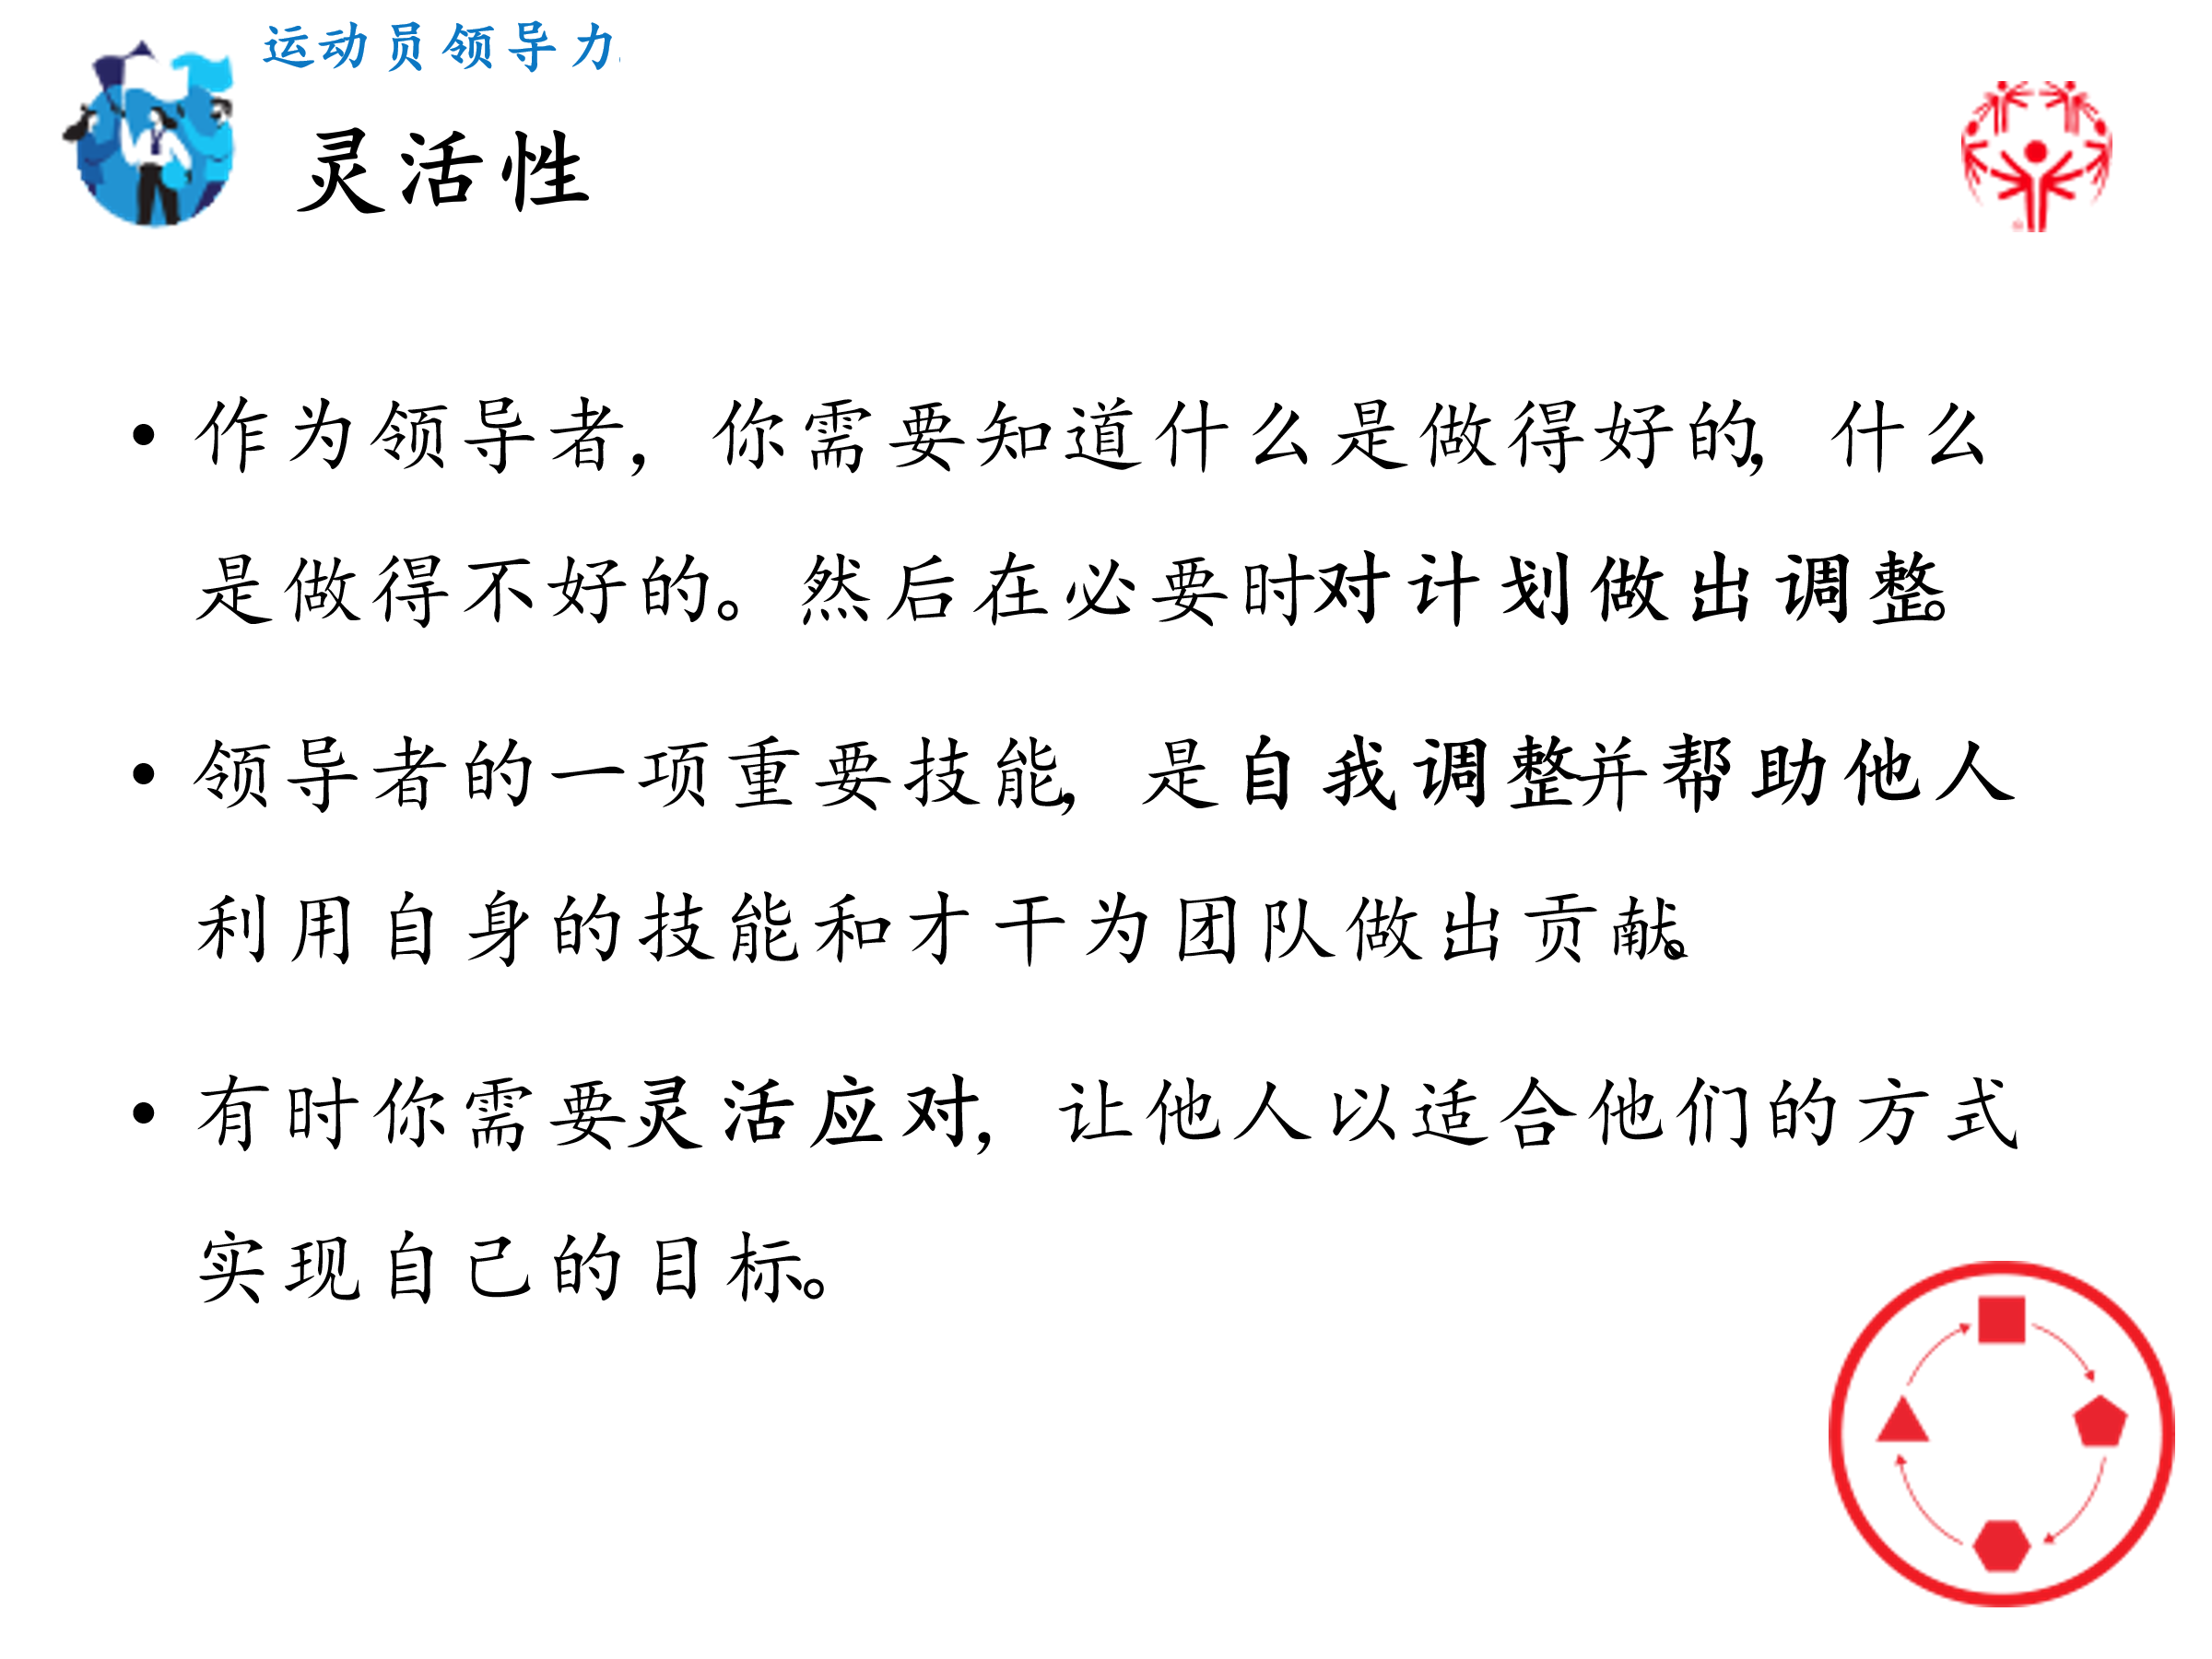 运动员领导力
灵活性
• 作为领导者，你需要知道什么是做得好的，什么
是做得不好的。然后在必要时对计划做出调整。
• 领导者的一项重要技能，是自我调整并帮助他人
利用自身的技能和才干为团队做出贡献。
• 有时你需要灵活应对，让他人以适合他们的方式
实现自己的目标。